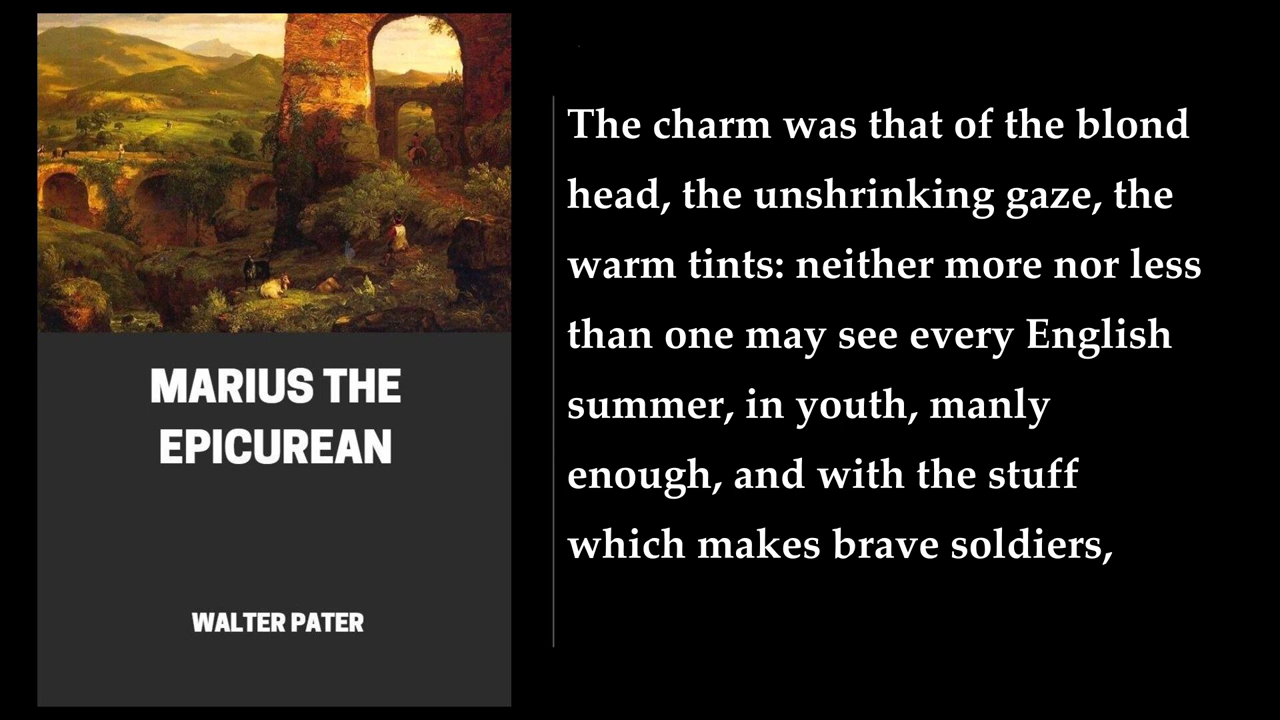 MARIUS THE
EPICUREAN
WALTER PATER
The charm was that of the blond
head, the unshrinking gaze, the
warm tints: neither more nor less
than one may see every English
summer, in youth, manly
enough, and with the stuff
which makes brave soldiers,